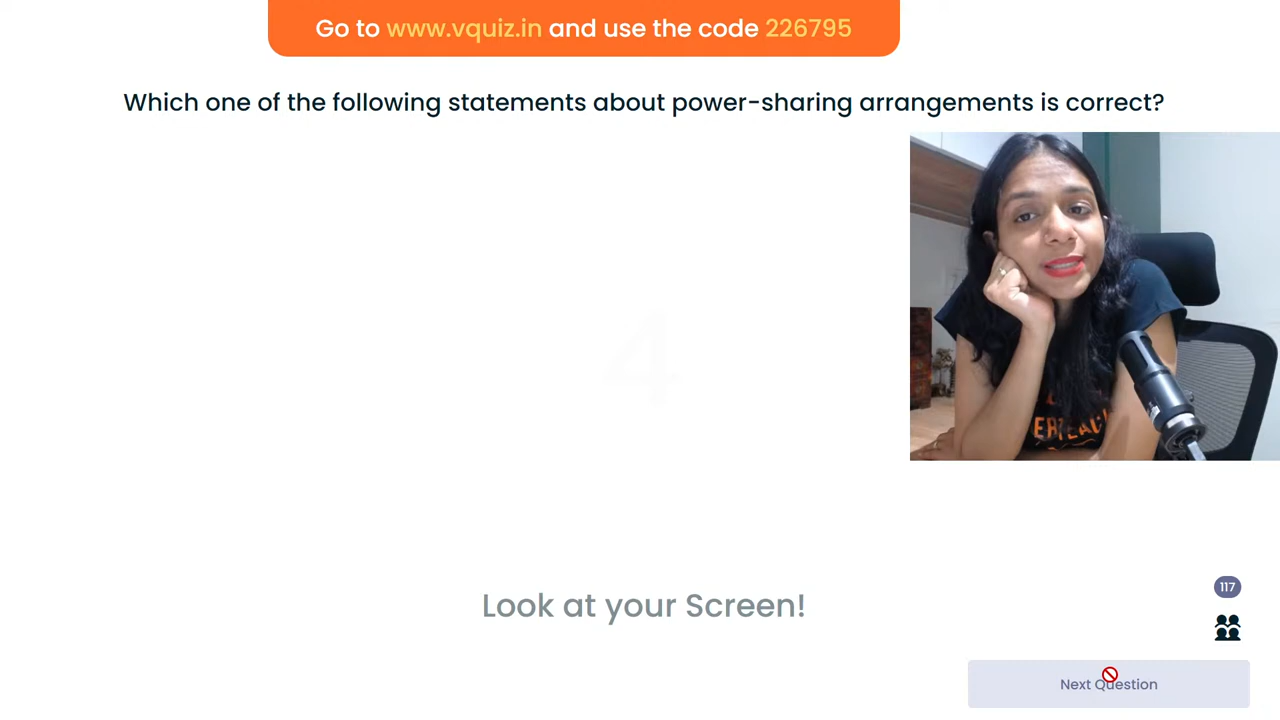 Go to www.vquiz.in and use the code 226795
Which one of the following statements about power-sharing arrangements is correct?
4
Look at your Screen!
117
Next Question